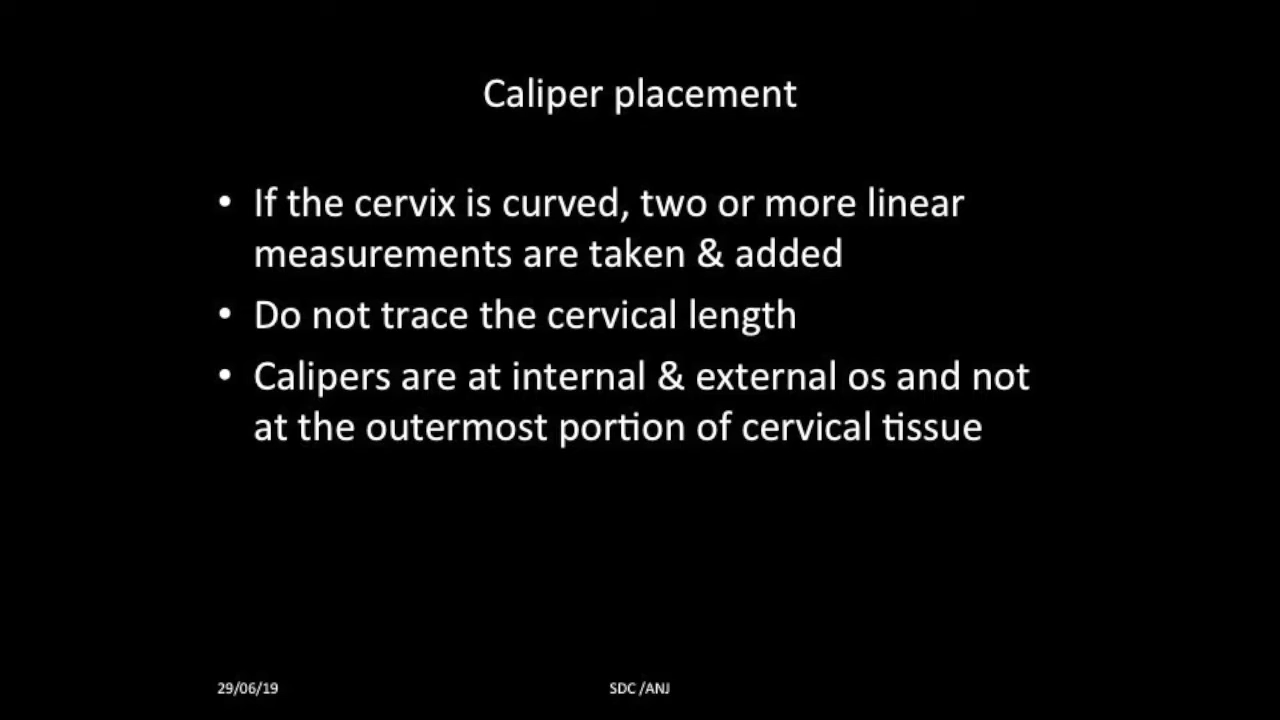 Caliper placement
• If the cervix is curved, two or more linear
measurements are taken & added
• Do not trace the cervical length
• Calipers are at internal & external os and not
at the outermost portion of cervical tissue
29/06/19
SDC /ANJ